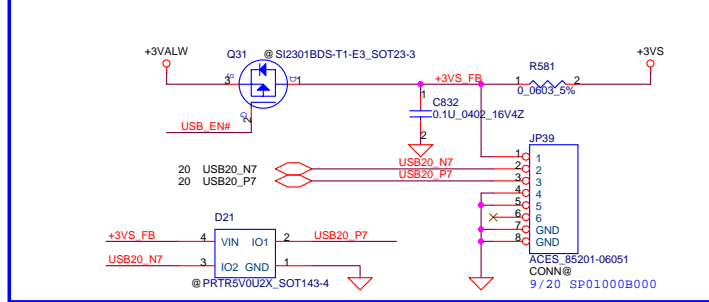 +3VALW
Q31 @SI2301BDS-T1-E3_SOT23-3
+3VS
R581
3 S D 1 +3VS_FB 1 2
0_0603_5%
G
2
USB_EN#
1
C832
0.1U_0402_16V4Z
2
JP39
1 1
20 USB20_N7 USB20_N7 2 2
20 USB20_P7 USB20_P7 3 3
4 4
5 5
6 6
7 GND
8 GND
D21
+3VS_FB 4 VIN IO1 2 USB20_P7
USB20_N7 3 IO2 GND 1
@PRTR5V0U2X_SOT143-4
ACES_85201-06051
CONN@
9/20 SP01000B000